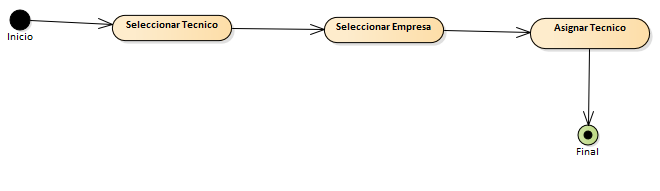 Inicio
Seleccionar Tecnico
Seleccionar Empresa
Asignar Tecnico
Final